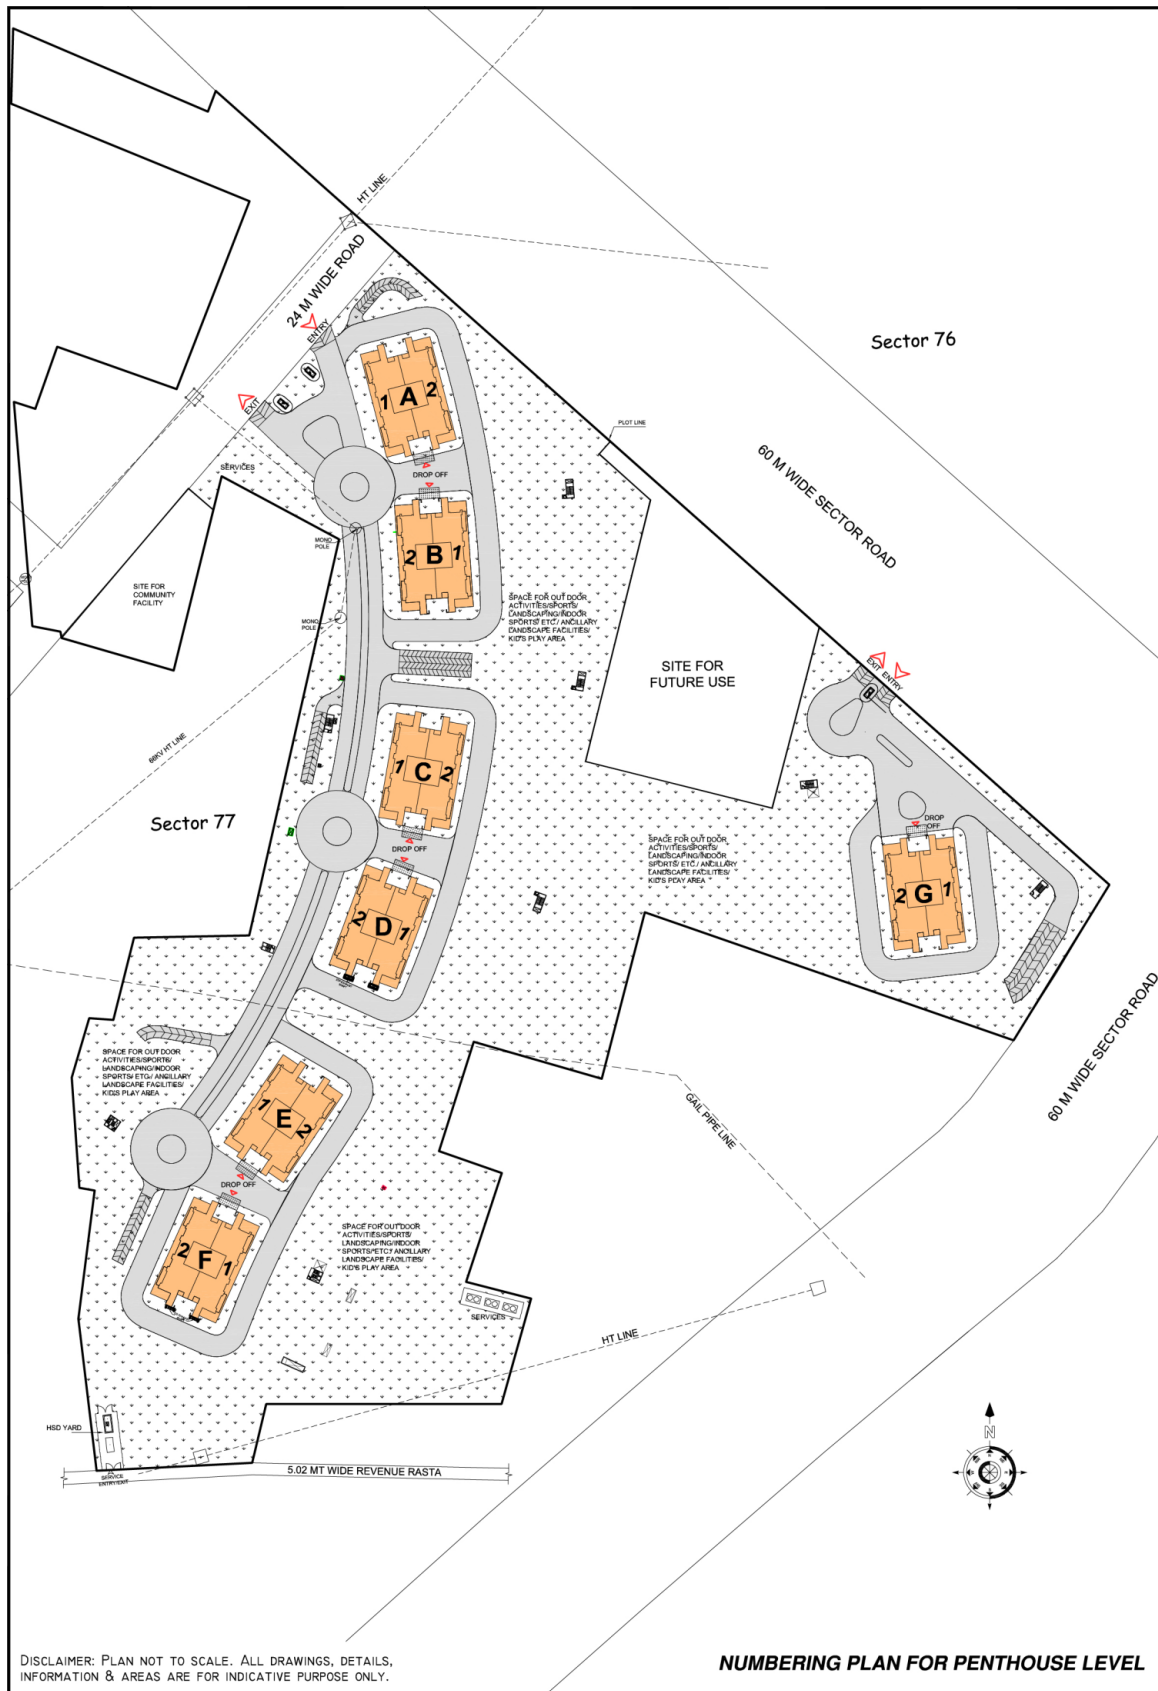 HT LINE
24 M WIDE ROAD
ENTRY
EXIT
Sector 76
A
1
2
DROP OFF
PLOT LINE
60 M WIDE SECTOR ROAD
SERVICES
B
2
1
MONO
POLE
SITE FOR
COMMUNITY
FACILITY
MONO
POLE
SPACE FOR OUT DOOR
ACTIVITIES/SPORTS/
LANDSCAPING/INDOOR
SPORTS/ ETC./ ANCILLARY
LANDSCAPE FACILITIES/
KID'S PLAY AREA
SITE FOR
FUTURE USE
EXIT
ENTRY
66KV HT LINE
C
1
2
Sector 77
DROP OFF
DROP
OFF
SPACE FOR OUT DOOR
ACTIVITIES/SPORTS/
LANDSCAPING/INDOOR
SPORTS/ ETC./ ANCILLARY
LANDSCAPE FACILITIES/
KID'S PLAY AREA
G
2
1
D
2
1
60 M WIDE SECTOR ROAD
SPACE FOR OUT DOOR
ACTIVITIES/SPORTS/
LANDSCAPING/INDOOR
SPORTS/ ETC./ ANCILLARY
LANDSCAPE FACILITIES/
KID'S PLAY AREA
GAIL PIPE LINE
E
1
2
DROP OFF
SPACE FOR OUT DOOR
ACTIVITIES/SPORTS/
LANDSCAPING/INDOOR
SPORTS/ ETC./ ANCILLARY
LANDSCAPE FACILITIES/
KID'S PLAY AREA
F
2
1
SERVICES
HT LINE
HSD YARD
N
SERVICE
ENTRY/EXIT
5.02 MT WIDE REVENUE RASTA
DISCLAIMER: PLAN NOT TO SCALE. ALL DRAWINGS, DETAILS,
INFORMATION & AREAS ARE FOR INDICATIVE PURPOSE ONLY.
NUMBERING PLAN FOR PENTHOUSE LEVEL